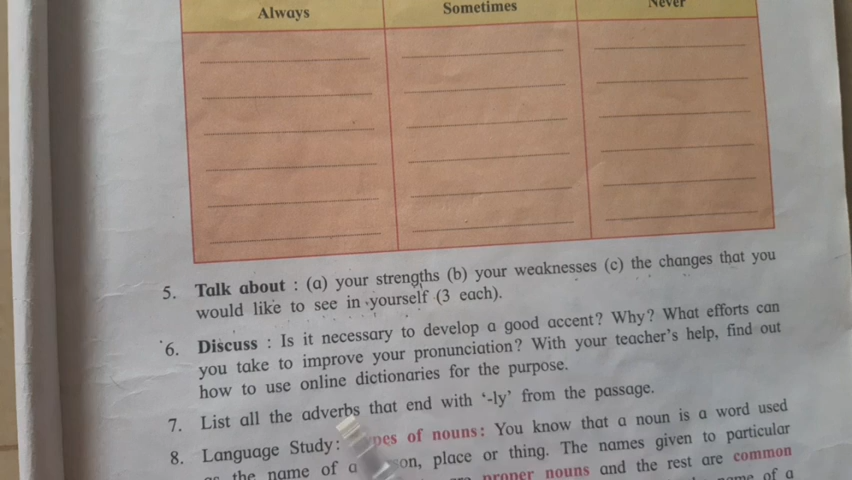 Always Sometimes Never
5. Talk about : (a) your strengths (b) your weaknesses (c) the changes that you
would like to see in yourself (3 each).
6. Discuss : Is it necessary to develop a good accent? Why? What efforts can
you take to improve your pronunciation? With your teacher's help, find out
how to use online dictionaries for the purpose.
7. List all the adverbs that end with '-ly' from the passage.
8. Language Study: of nouns: You know that a noun is a word used
the name of a place or thing. The names given to particular
proper nouns and the rest are common
name of a